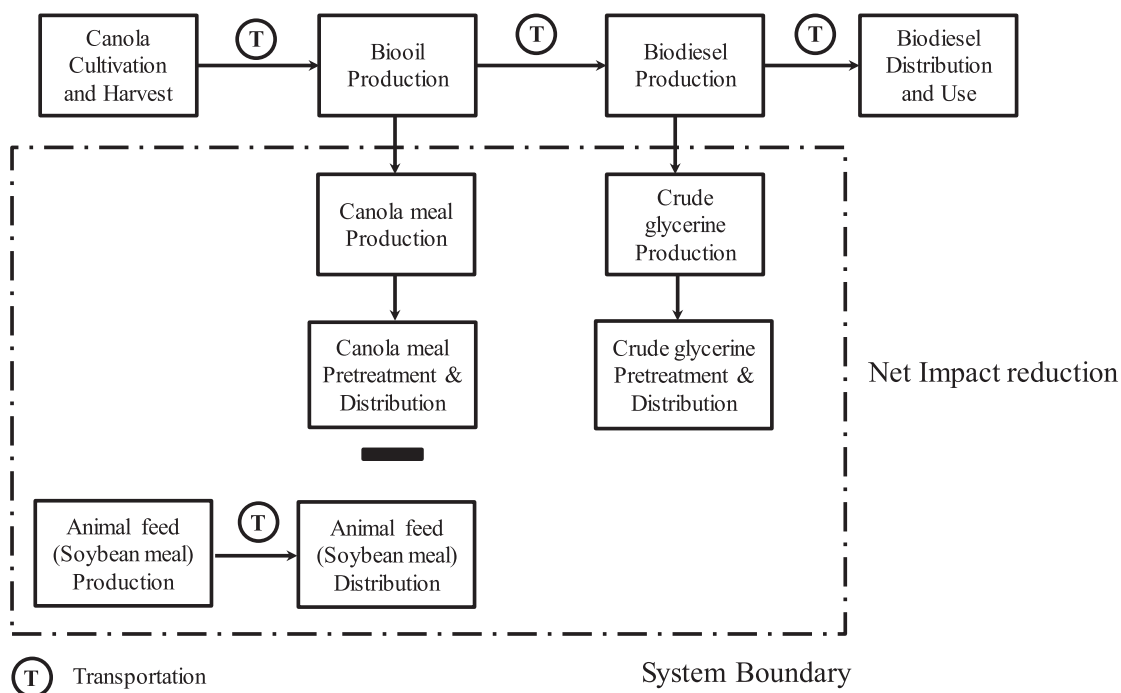 Canola
Cultivation
and Harvest
T
Biooil
Production
T
Biodiesel
Production
T
Biodiesel
Distribution
and Use
Canola meal
Production
Crude
glycerine
Production
Canola meal
Pretreatment &
Distribution
Crude glycerine
Pretreatment &
Distribution
Net Impact reduction
Animal feed
(Soybean meal)
Production
T
Animal feed
(Soybean meal)
Distribution
T Transportation
System Boundary